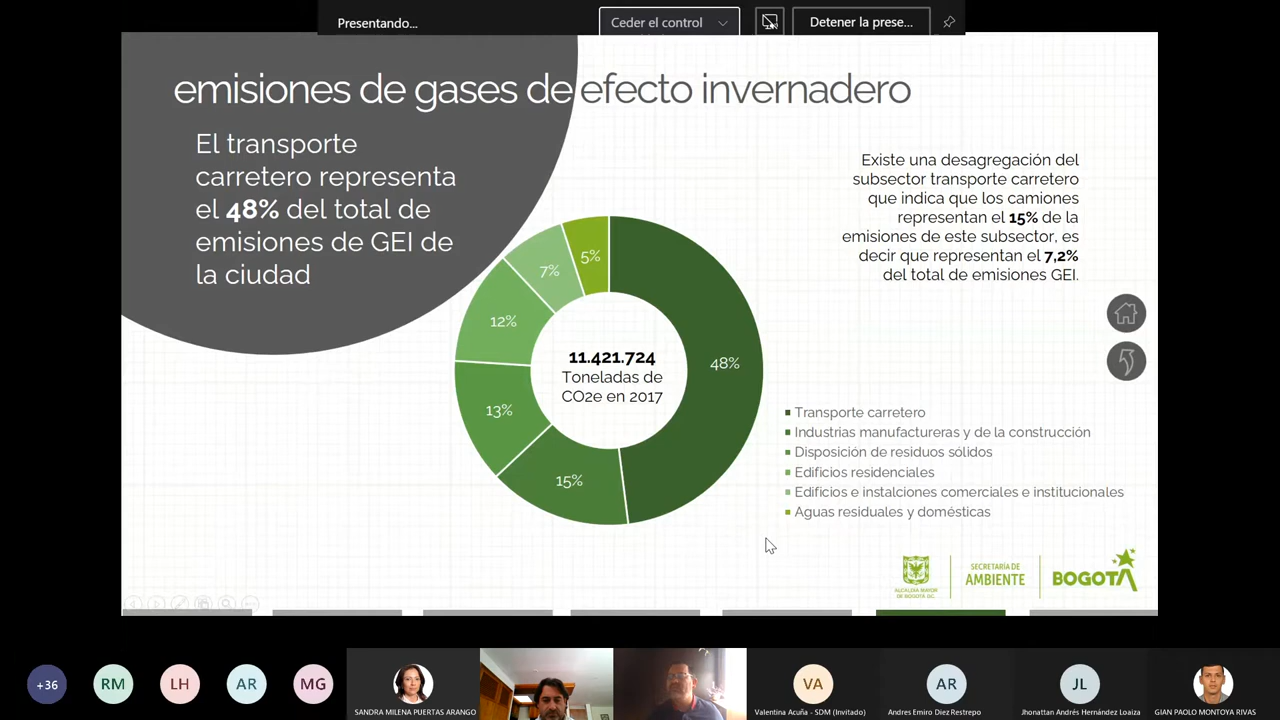 Presentando...
Ceder el control
Detener la prese...
emisiones de gases de efecto invernadero
El transporte
carretero representa
el 48% del total de
emisiones de GEI de
la ciudad
Existe una desagregación del
subsector transporte carretero
que indica que los camiones
representan el 15% de la
emisiones de este subsector, es
decir que representan el 7,2%
del total de emisiones GEI.
5%
7%
12%
13%
15%
48%
11.421.724
Toneladas de
CO2e en 2017
Transporte carretero
Industrias manufactureras y de la construcción
Disposición de residuos sólidos
Edificios residenciales
Edificios e instalciones comerciales e institucionales
Aguas residuales y domésticas
ALCALDÍA MAYOR
DE BOGOTÁ D.C.
SECRETARÍA DE
AMBIENTE
BOGOTÁ
+36
RM
LH
AR
MG
SANDRA MILENA PUERTAS ARANGO
VA
Valentina Acuña - SDM (Invitado)
AR
Andres Emiro Diez Restrepo
JL
Jhonattan Andrés Hernández Loaiza
GIAN PAOLO MONTOYA RIVAS